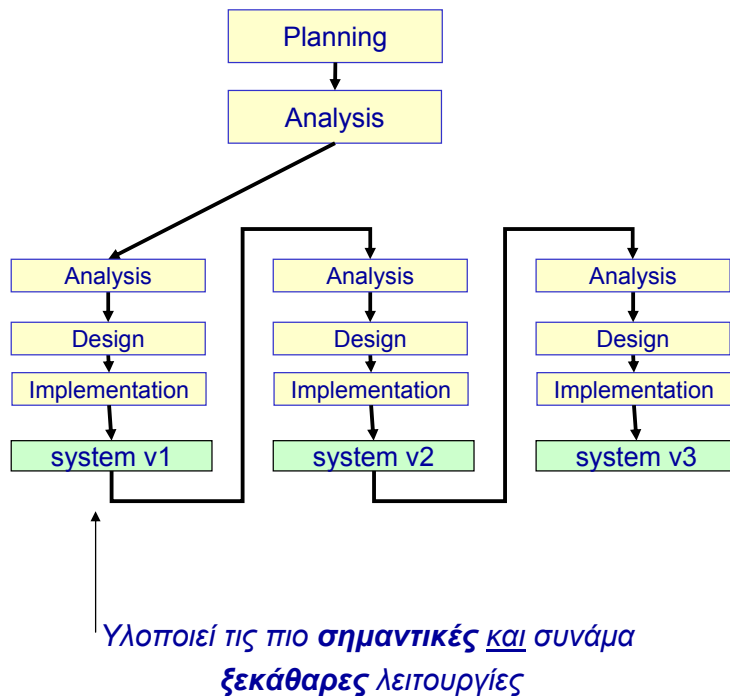 Planning
Analysis
Analysis
Design
Implementation
system v1
Analysis
Design
Implementation
system v2
Analysis
Design
Implementation
system v3
Υλοποιεί τις πιο σημαντικές και συνάμα
ξεκάθαρες λειτουργίες